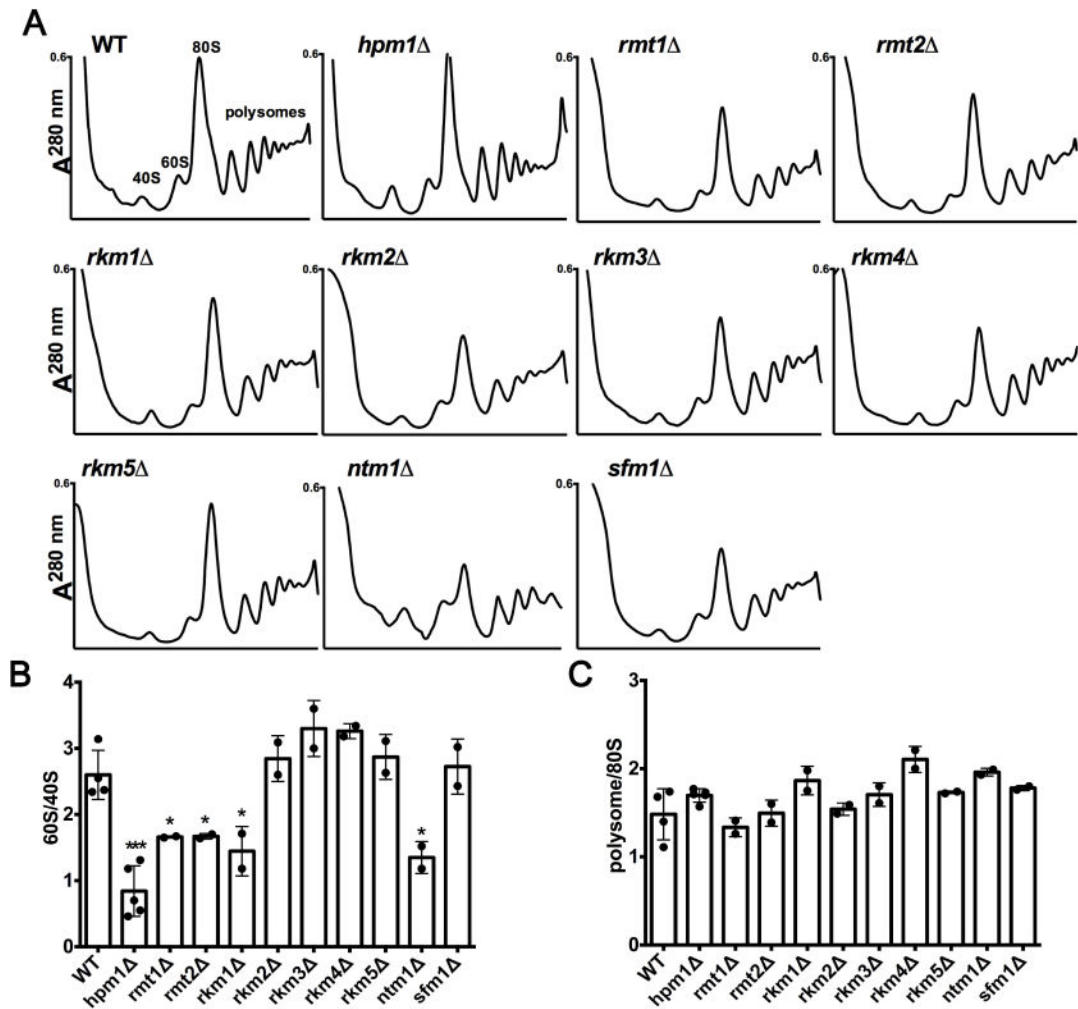 A
WT
hpm1Δ
rmt1Δ
rmt2Δ
0.6
80S
polysomes
60S
40S
A280 nm
0.6
0.6
0.6
rkm1Δ
rkm2Δ
rkm3Δ
rkm4Δ
0.6
A280 nm
0.6
0.6
0.6
rkm5Δ
ntm1Δ
sfm1Δ
0.6
A280 nm
0.6
0.6
B
60S/40S
4
3
2
1
0
***
*
*
*
*
WT
hpm1Δ
rmt1Δ
rmt2Δ
rkm1Δ
rkm2Δ
rkm3Δ
rkm4Δ
rkm5Δ
ntm1Δ
sfm1Δ
C
polysome/80S
3
2
1
0
WT
hpm1Δ
rmt1Δ
rmt2Δ
rkm1Δ
rkm2Δ
rkm3Δ
rkm4Δ
rkm5Δ
ntm1Δ
sfm1Δ